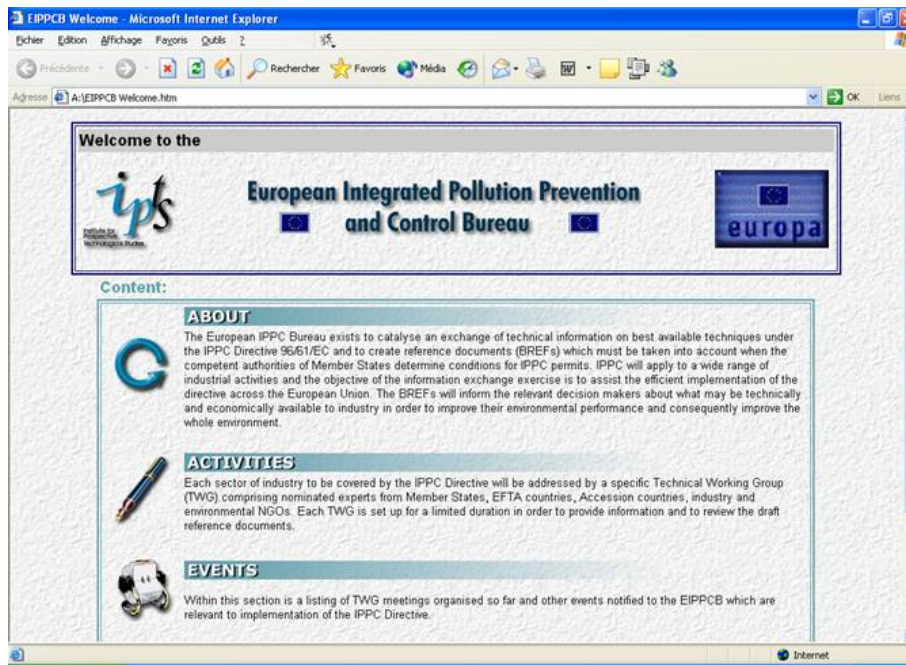 EIPPCB Welcome - Microsoft Internet Explorer
Fichier Edition Affichage Favoris Outils ?
Précédente Rechercher Favoris Média
Adresse A:\EIPPCB Welcome.htm OK Liens
Welcome to the
ipts
Institute for
Prospective
Technological Studies
European Integrated Pollution Prevention
and Control Bureau
europa
Content:
ABOUT
The European IPPC Bureau exists to catalyse an exchange of technical information on best available techniques under
the IPPC Directive 96/61/EC and to create reference documents (BREFs) which must be taken into account when the
competent authorities of Member States determine conditions for IPPC permits. IPPC will apply to a wide range of
industrial activities and the objective of the information exchange exercise is to assist the efficient implementation of the
directive across the European Union. The BREFs will inform the relevant decision makers about what may be technically
and economically available to industry in order to improve their environmental performance and consequently improve the
whole environment.
ACTIVITIES
Each sector of industry to be covered by the IPPC Directive will be addressed by a specific Technical Working Group
(TWG) comprising nominated experts from Member States, EFTA countries, Accession countries, industry and
environmental NGOs. Each TWG is set up for a limited duration in order to provide information and to review the draft
reference documents.
EVENTS
Within this section is a listing of TWG meetings organised so far and other events notified to the EIPPCB which are
relevant to implementation of the IPPC Directive.
Internet